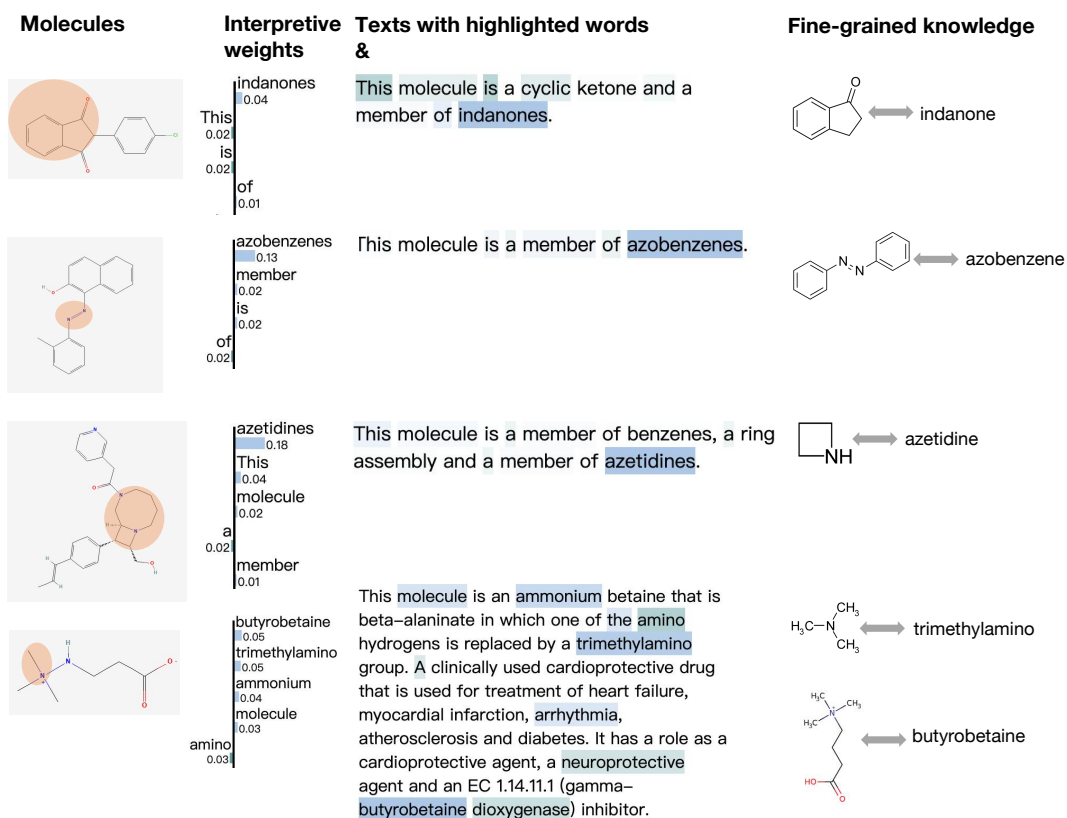 Molecules
Interpretive
weights
Texts with highlighted words
&
Fine-grained knowledge
O
O
Cl
indanones
0.04
This
0.02
is
0.02
of
0.01
This molecule is a cyclic ketone and a
member of indanones.
O
indanone
H
O
N
N
azobenzenes
0.13
member
0.02
is
0.02
of
0.02
This molecule is a member of azobenzenes.
N
N
azobenzene
N
O
N
H
N
H
H
O
H
azetidines
0.18
This
0.04
molecule
0.02
a
0.02
member
0.01
This molecule is a member of benzenes, a ring
assembly and a member of azetidines.
NH
azetidine
H
N
N+
O-
O
butyrobetaine
0.05
trimethylamino
0.05
ammonium
0.04
molecule
0.03
amino
0.03
This molecule is an ammonium betaine that is
beta-alaninate in which one of the amino
hydrogens is replaced by a trimethylamino
group. A clinically used cardioprotective drug
that is used for treatment of heart failure,
myocardial infarction, arrhythmia,
atherosclerosis and diabetes. It has a role as a
cardioprotective agent, a neuroprotective
agent and an EC 1.14.11.1 (gamma-
butyrobetaine dioxygenase) inhibitor.
CH3
H3C N
CH3
trimethylamino
H3C
N+ CH3
H3C
HO
O
butyrobetaine